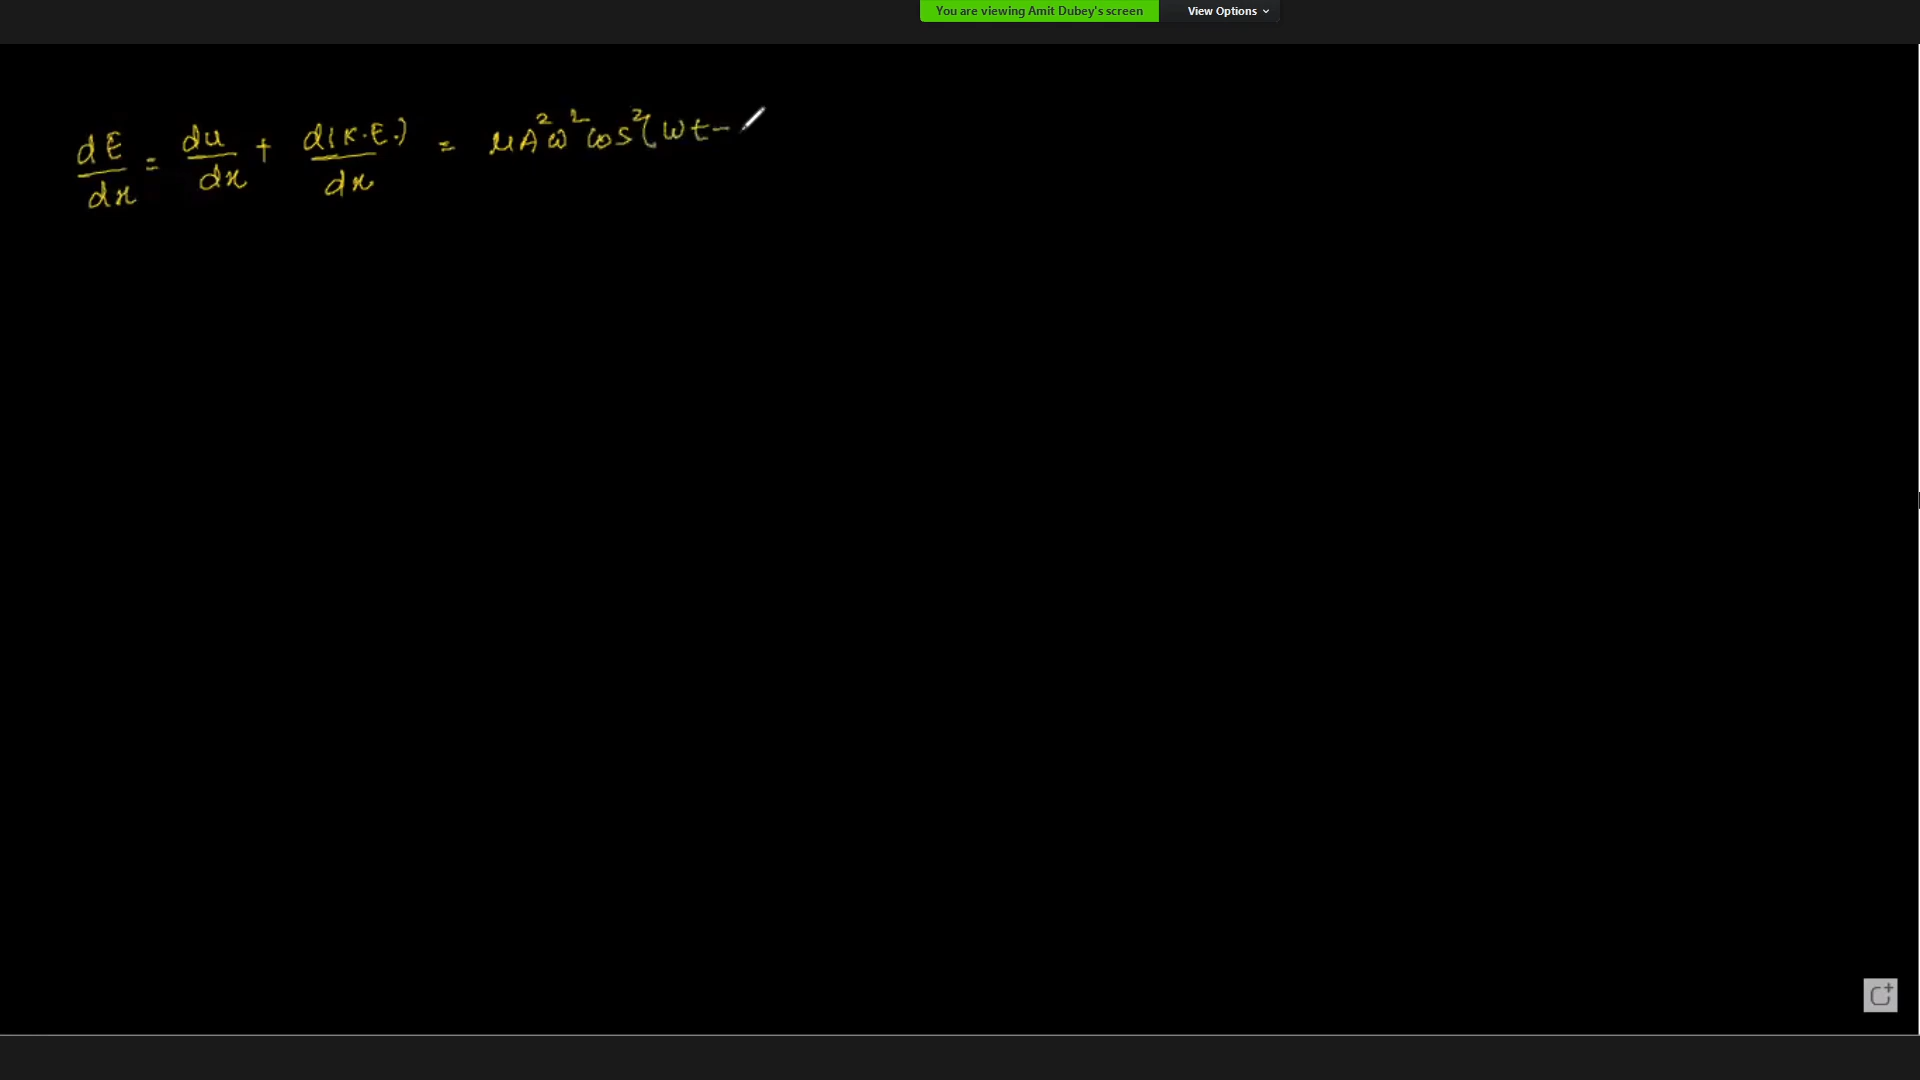 You are viewing Amit Dubey's screen View Options
dE/dx = du/dx + d(K.E.)/dx = μA²ω²cos²(ωt-